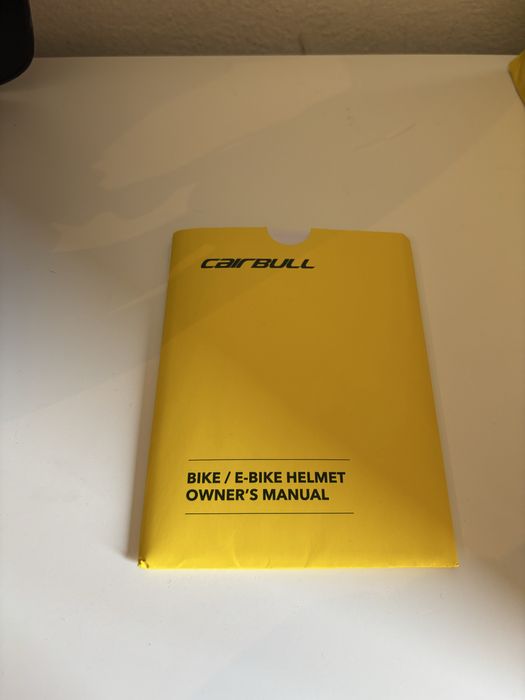 CAIRBULL
BIKE / E-BIKE HELMET
OWNER'S MANUAL